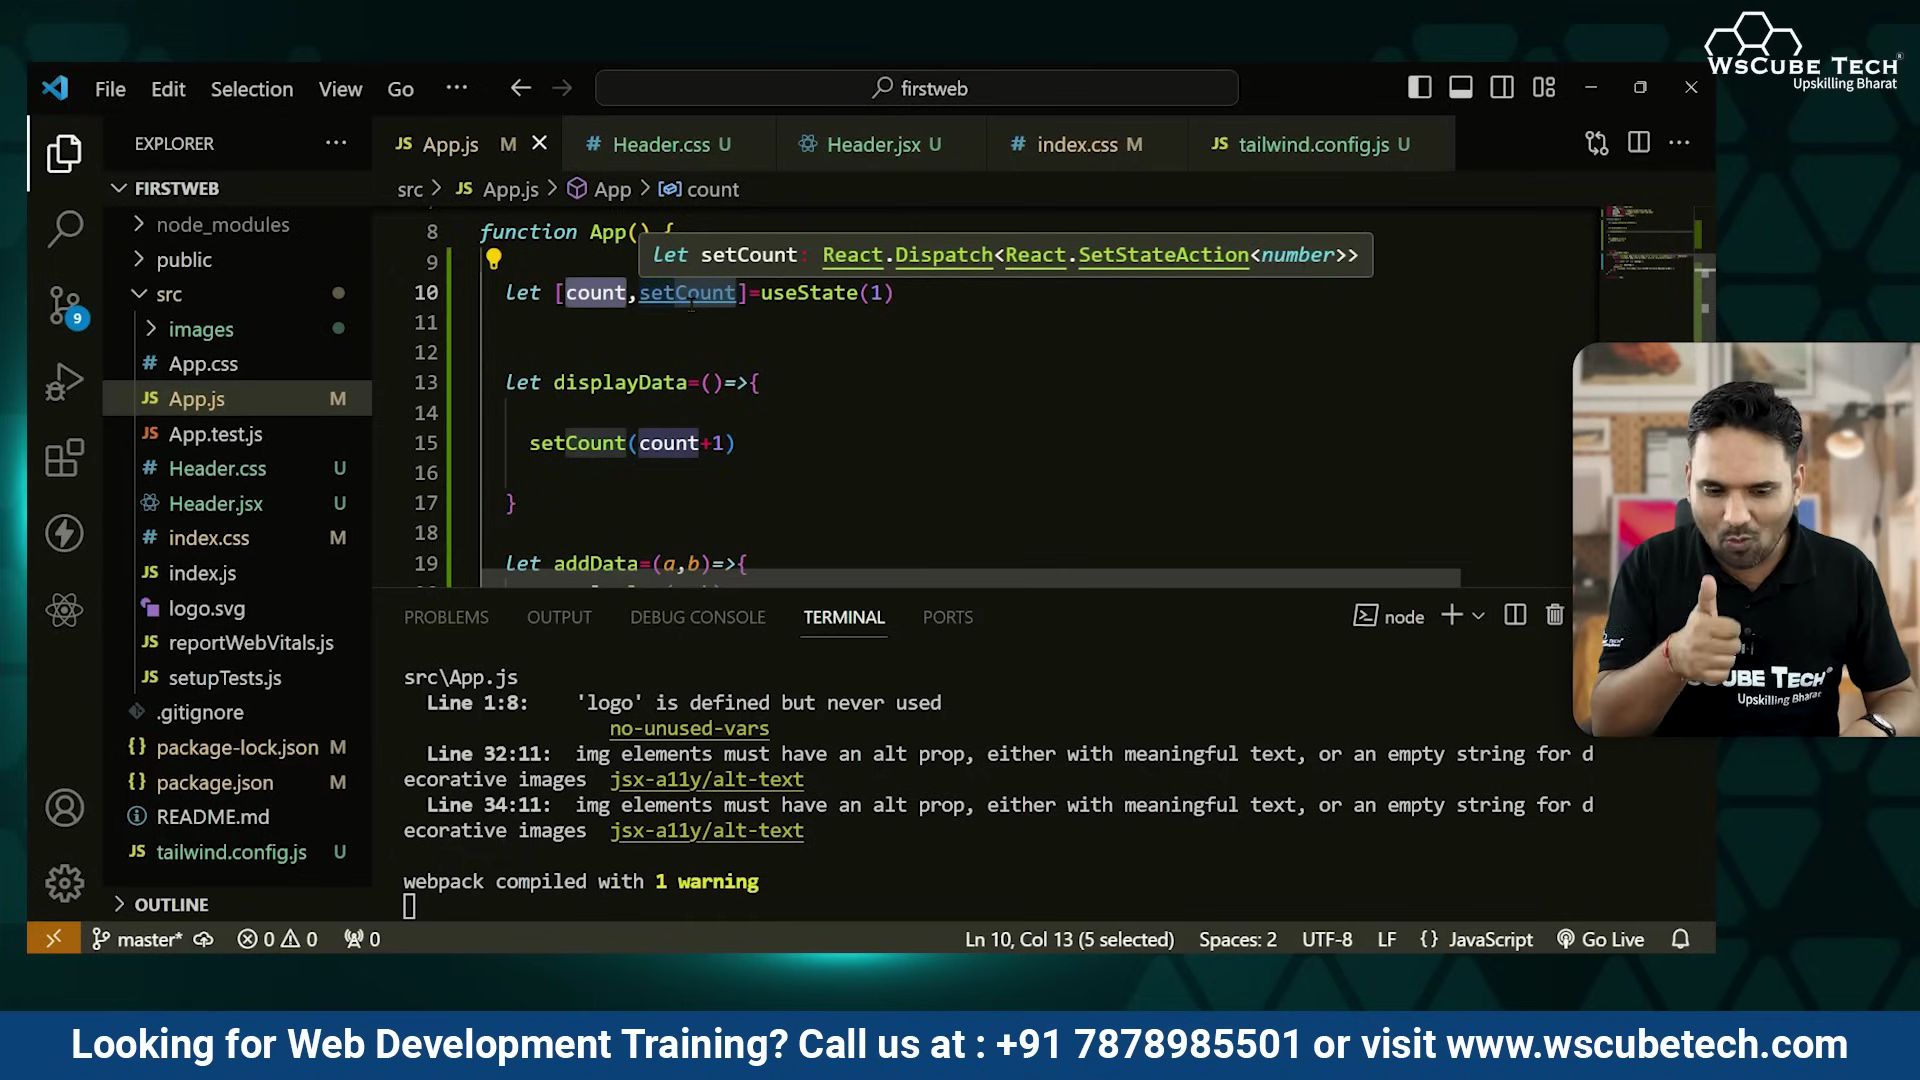 WsCube Tech
Upskilling Bharat
File Edit Selection View Go ... firstweb
EXPLORER ...
JS App.js M
# Header.css U
Header.jsx U
# index.css M
JS tailwind.config.js U
FIRSTWEB
src > JS App.js > App > count
node_modules
public
src
images
# App.css
JS App.js M
JS App.test.js
# Header.css U
Header.jsx U
# index.css M
JS index.js
logo.svg
JS reportWebVitals.js
JS setupTests.js
.gitignore
{} package-lock.json M
{} package.json M
README.md
JS tailwind.config.js U
OUTLINE
9
8 function App() {
let setCount: React.Dispatch<React.SetStateAction<number>>
9
10 let [count,setCount]=useState(1)
11
12
13 let displayData=()=>{
14
15 setCount(count+1)
16
17 }
18
19 let addData=(a,b)=>{
PROBLEMS OUTPUT DEBUG CONSOLE TERMINAL PORTS
node
src\App.js
Line 1:8: 'logo' is defined but never used
no-unused-vars
Line 32:11: img elements must have an alt prop, either with meaningful text, or an empty string for d
ecorative images jsx-a11y/alt-text
Line 34:11: img elements must have an alt prop, either with meaningful text, or an empty string for d
ecorative images jsx-a11y/alt-text
webpack compiled with 1 warning
master* 0 0 0
Ln 10, Col 13 (5 selected) Spaces: 2 UTF-8 LF {} JavaScript Go Live
Upskilling Bharat
Looking for Web Development Training? Call us at : +91 7878985501 or visit www.wscubetech.com